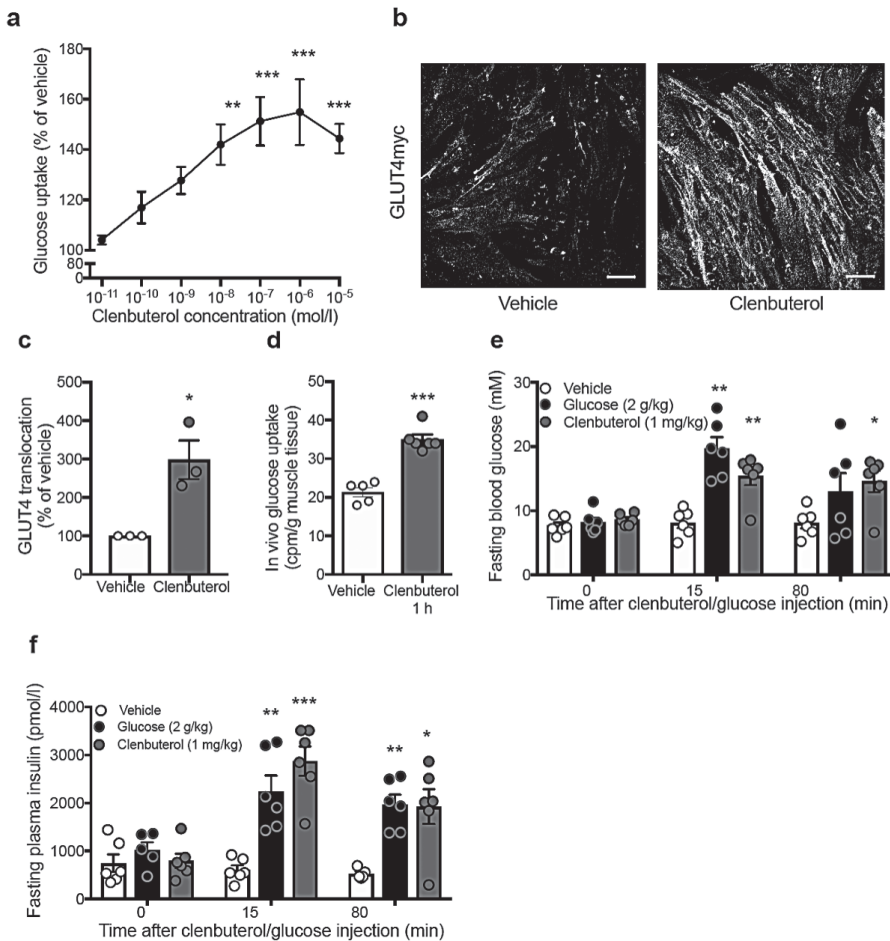 a
Glucose uptake (% of vehicle)
180
160
140
120
100
80
0
** *** *** ***
10⁻¹¹ 10⁻¹⁰ 10⁻⁹ 10⁻⁸ 10⁻⁷ 10⁻⁶ 10⁻⁵
Clenbuterol concentration (mol/l)
b
GLUT4myc
Vehicle Clenbuterol
c
GLUT4 translocation
(% of vehicle)
500
400
300
200
100
0
*
Vehicle Clenbuterol
d
In vivo glucose uptake
(cpm/g muscle tissue)
50
40
30
20
10
0
***
Vehicle Clenbuterol
1 h
e
Fasting blood glucose (mM)
30
20
10
0
Vehicle
Glucose (2 g/kg)
Clenbuterol (1 mg/kg)
** ** *
0 15 80
Time after clenbuterol/glucose injection (min)
f
Fasting plasma insulin (pmol/l)
4000
3000
2000
1000
0
Vehicle
Glucose (2 g/kg)
Clenbuterol (1 mg/kg)
** *** ** *
0 15 80
Time after clenbuterol/glucose injection (min)